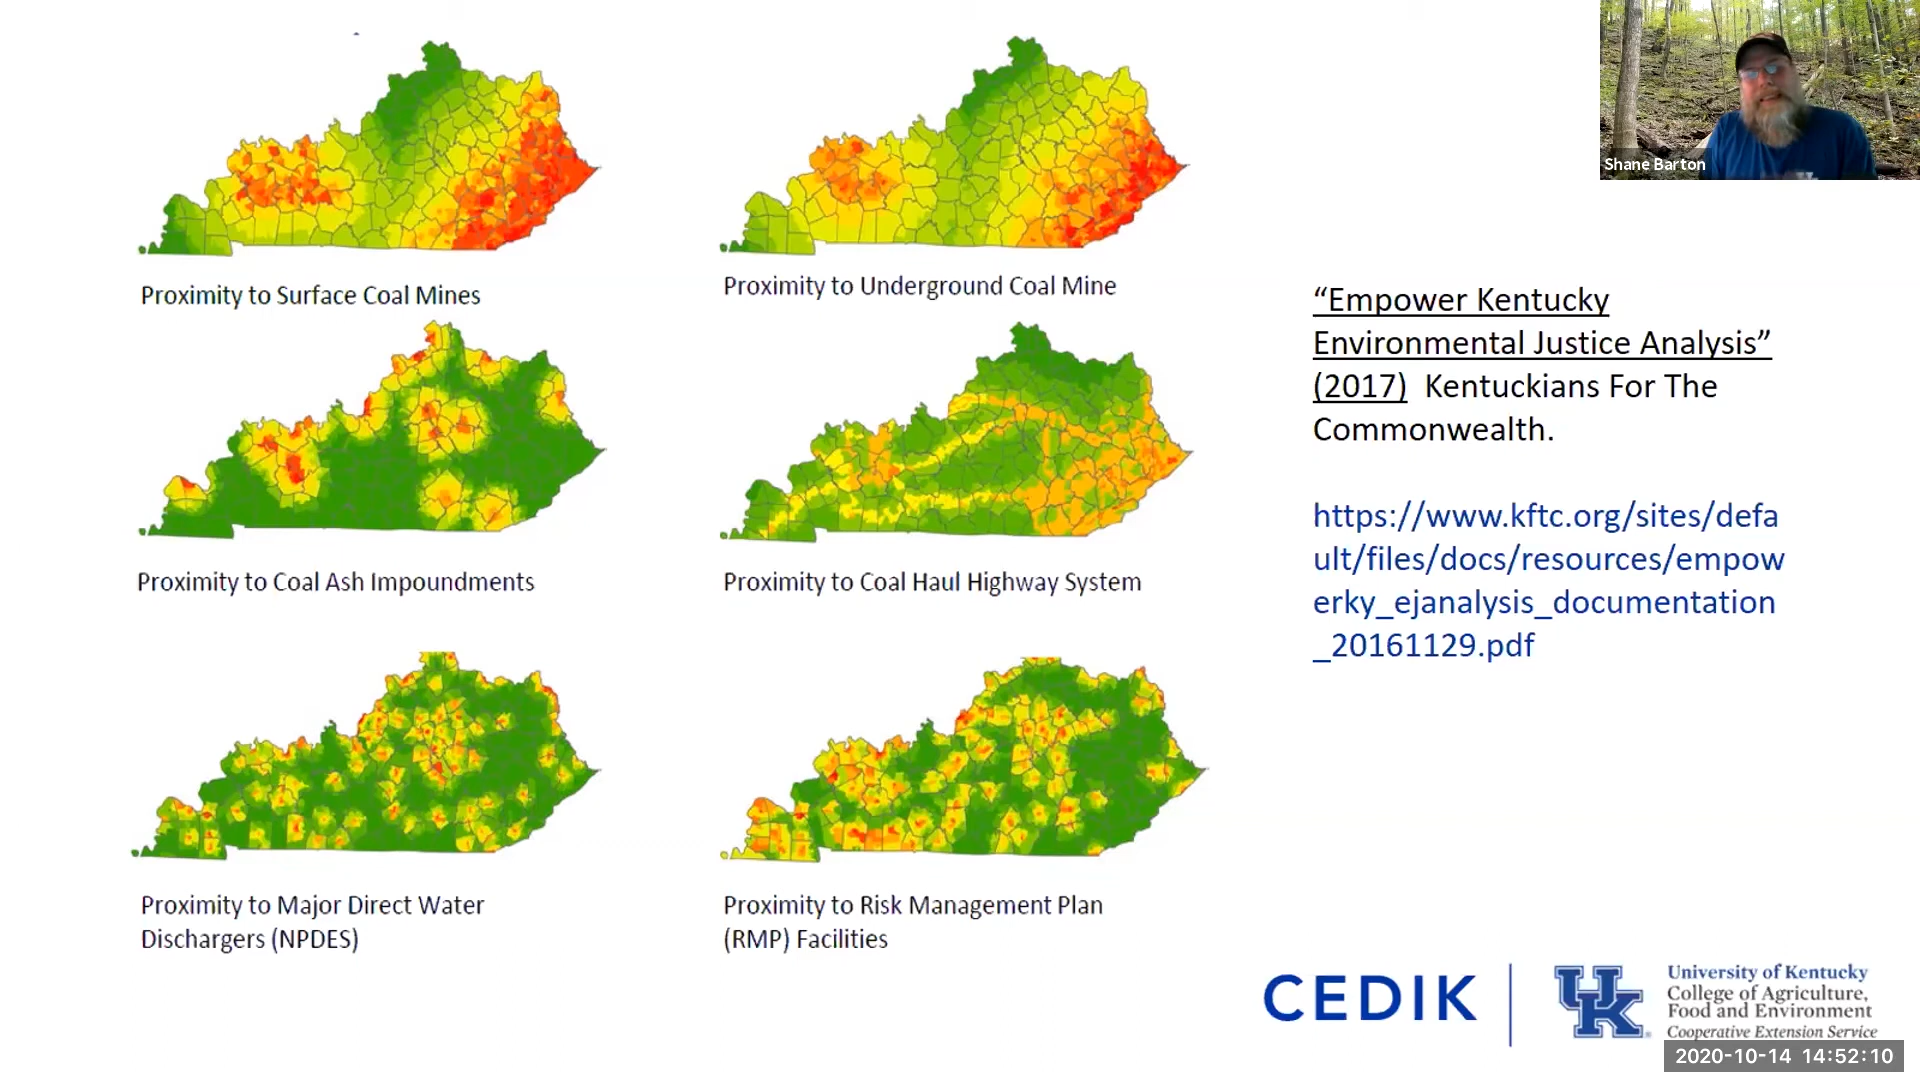 Shane Barton
Proximity to Surface Coal Mines
Proximity to Underground Coal Mine
“Empower Kentucky
Environmental Justice Analysis”
(2017) Kentuckians For The
Commonwealth.
https://www.kftc.org/sites/defa
ult/files/docs/resources/empow
erky_ejanalysis_documentation
_20161129.pdf
Proximity to Coal Ash Impoundments
Proximity to Coal Haul Highway System
Proximity to Major Direct Water
Dischargers (NPDES)
Proximity to Risk Management Plan
(RMP) Facilities
CEDIK
UK
University of Kentucky
College of Agriculture,
Food and Environment
Cooperative Extension Service
2020-10-14 14:52:10